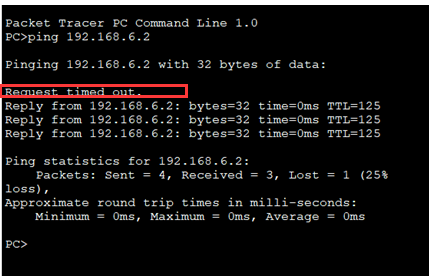 Packet Tracer PC Command Line 1.0
PC>ping 192.168.6.2
Pinging 192.168.6.2 with 32 bytes of data:
Request timed out.
Reply from 192.168.6.2: bytes=32 time=0ms TTL=125
Reply from 192.168.6.2: bytes=32 time=0ms TTL=125
Reply from 192.168.6.2: bytes=32 time=0ms TTL=125
Ping statistics for 192.168.6.2:
Packets: Sent = 4, Received = 3, Lost = 1 (25%
loss),
Approximate round trip times in milli-seconds:
Minimum = 0ms, Maximum = 0ms, Average = 0ms
PC>